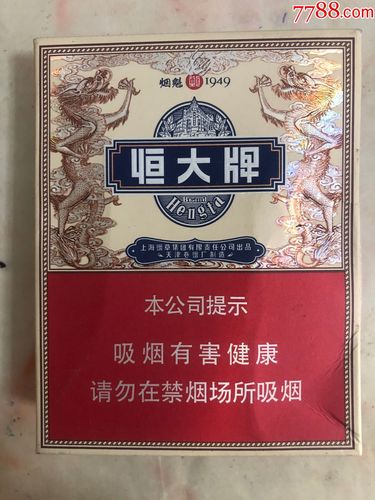 7788.com
烟魁 1949
恒大牌
Brand
Hengta
上海烟草集团有限责任公司出品
天津卷烟厂制造
本公司提示
吸烟有害健康
请勿在禁烟场所吸烟